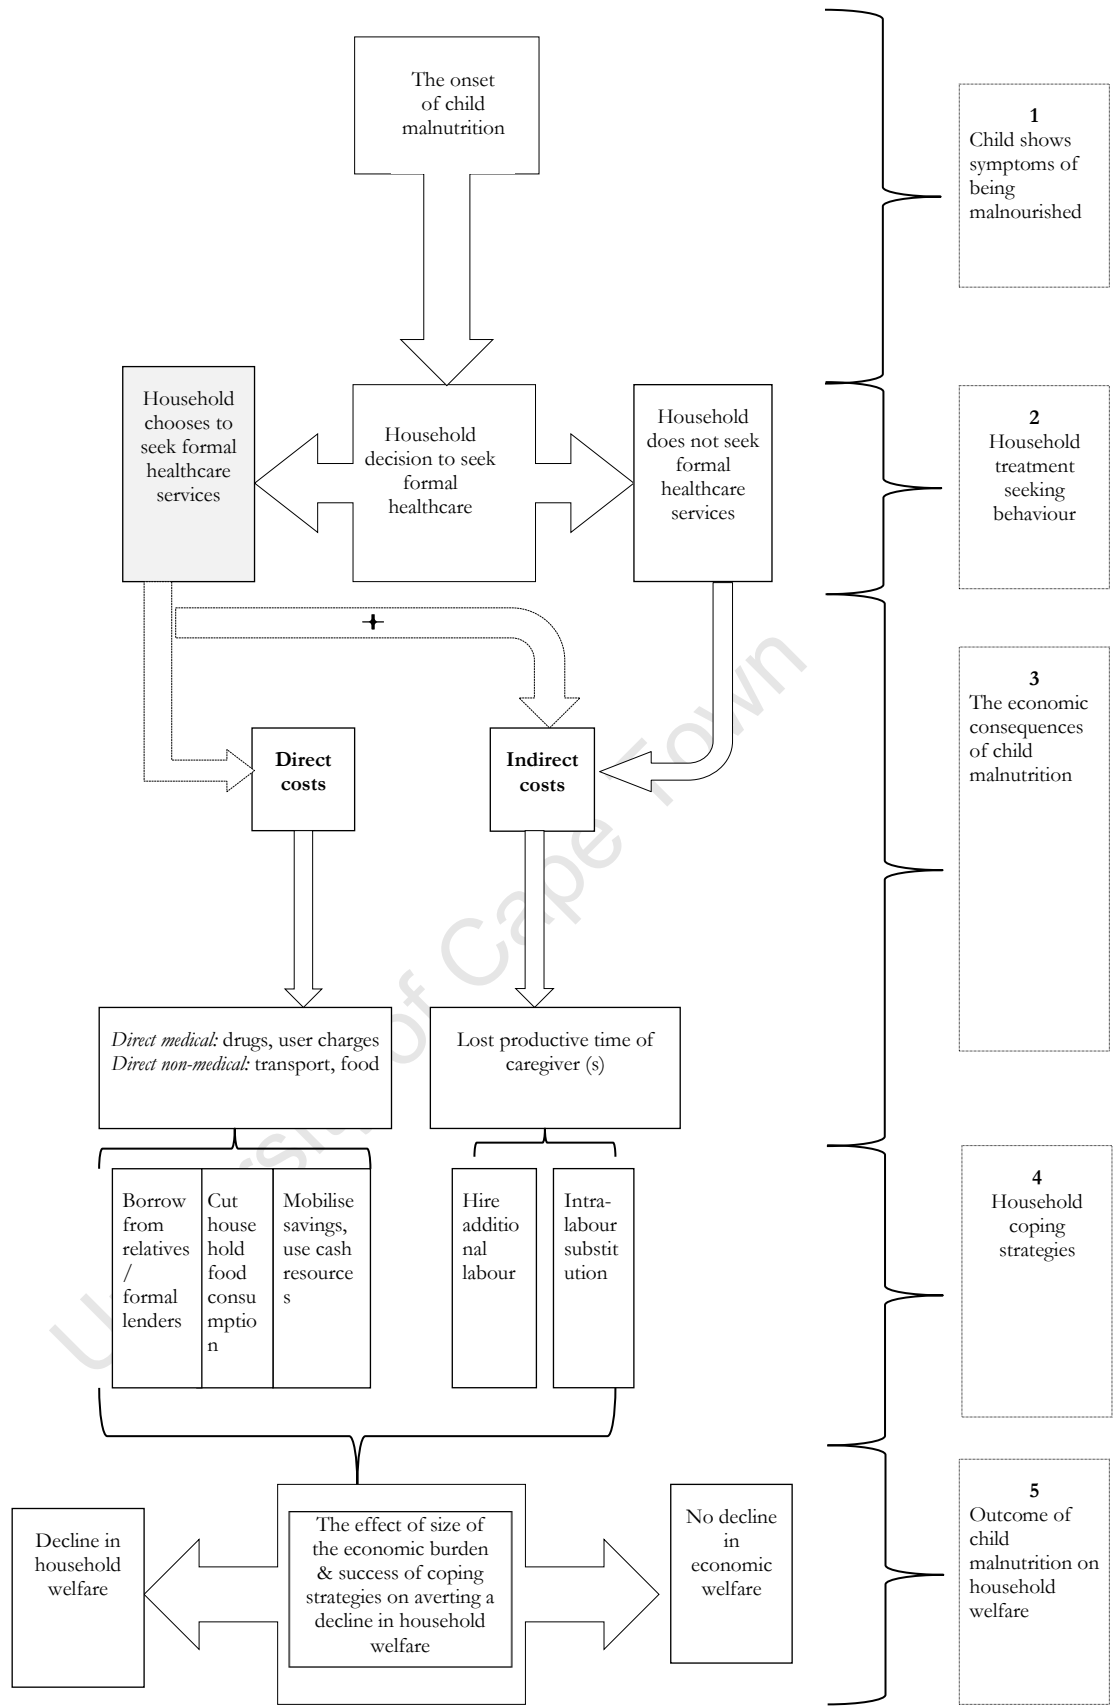 The onset
of child
malnutrition
1
Child shows
symptoms of
being
malnourished
Household
chooses to
seek formal
healthcare
services
Household
decision to seek
formal
healthcare
Household
does not seek
formal
healthcare
services
2
Household
treatment
seeking
behaviour
+
3
The economic
consequences
of child
malnutrition
Direct
costs
Indirect
costs
Direct medical: drugs, user charges
Direct non-medical: transport, food
Lost productive time of
caregiver (s)
Borrow
from
relatives
/
formal
lenders
Cut
house
hold
food
consu
mptio
n
Mobilise
savings,
use cash
resource
s
Hire
additio
nal
labour
Intra-
labour
substit
ution
4
Household
coping
strategies
Decline in
household
welfare
The effect of size of
the economic burden
& success of coping
strategies on averting a
decline in household
welfare
No decline
in
economic
welfare
5
Outcome of
child
malnutrition on
household
welfare
University of Cape Town